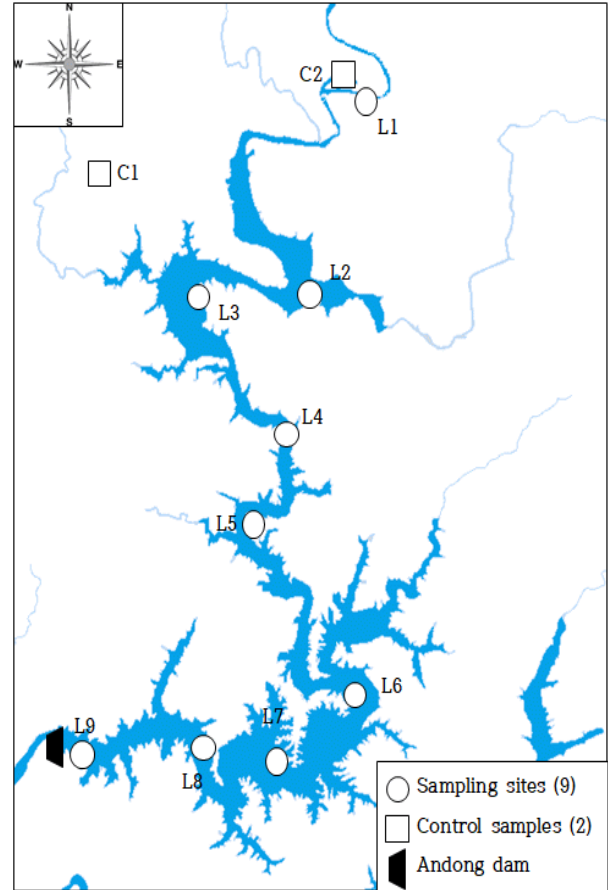 N
W E
S
C2
L1
C1
L2
L3
L4
L5
L6
L7
L9
L8
Sampling sites (9)
Control samples (2)
Andong dam